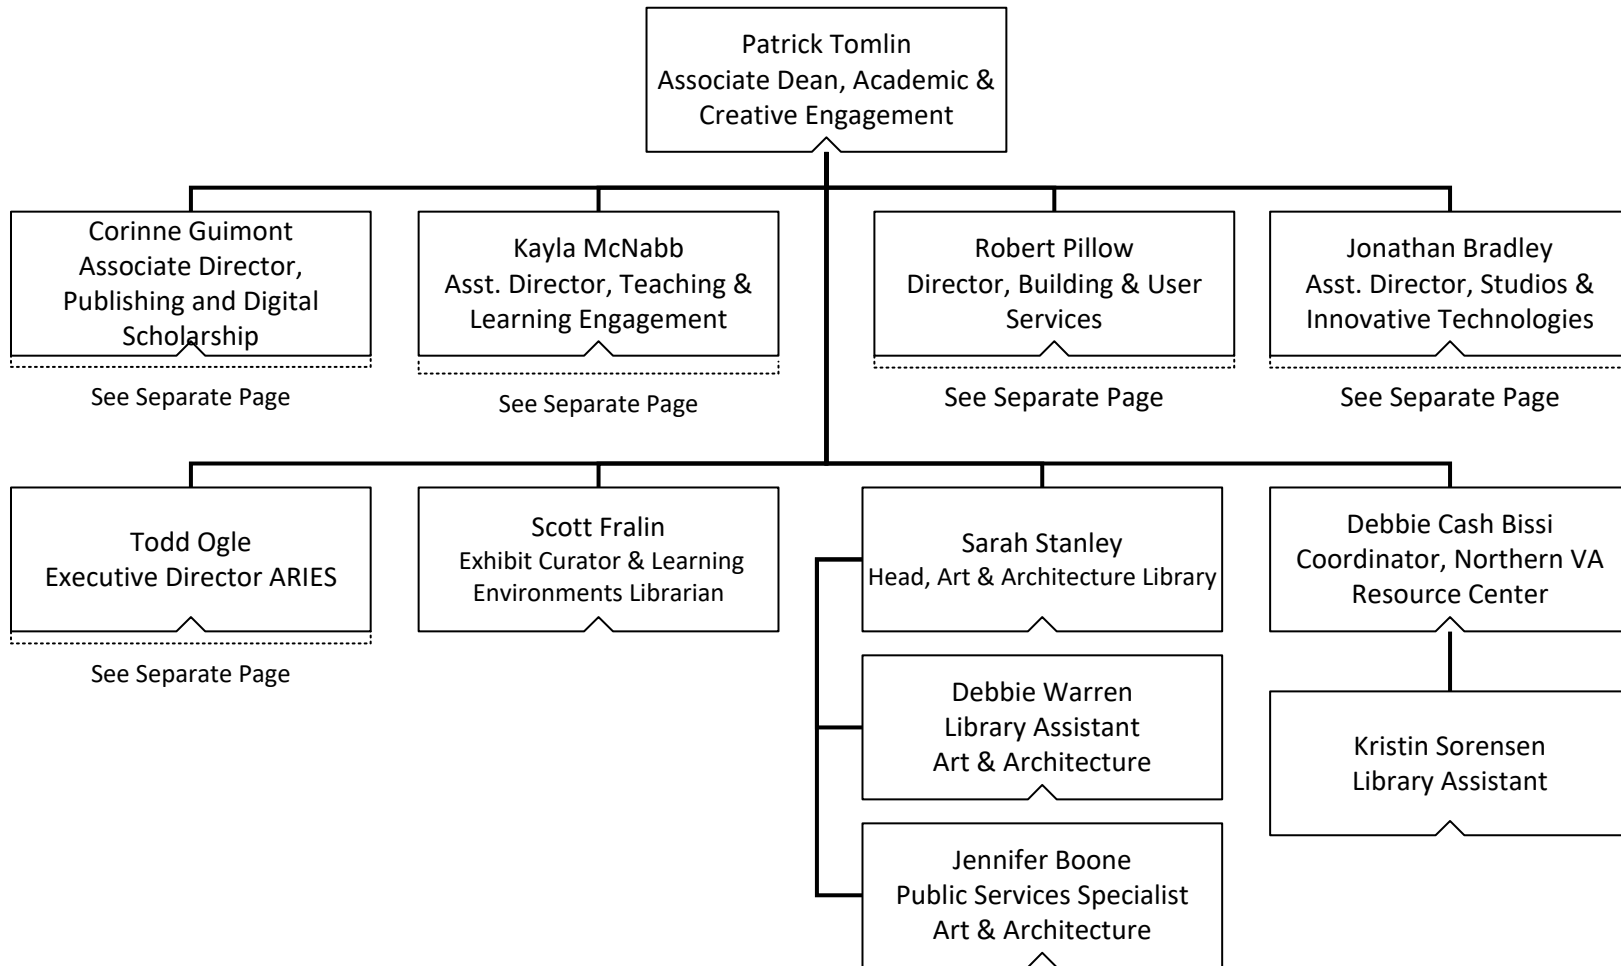 Patrick Tomlin
Associate Dean, Academic &
Creative Engagement
Corinne Guimont
Associate Director,
Publishing and Digital
Scholarship
See Separate Page
Kayla McNabb
Asst. Director, Teaching &
Learning Engagement
See Separate Page
Robert Pillow
Director, Building & User
Services
See Separate Page
Jonathan Bradley
Asst. Director, Studios &
Innovative Technologies
See Separate Page
Todd Ogle
Executive Director ARIES
See Separate Page
Scott Fralin
Exhibit Curator & Learning
Environments Librarian
Sarah Stanley
Head, Art & Architecture Library
Debbie Warren
Library Assistant
Art & Architecture
Jennifer Boone
Public Services Specialist
Art & Architecture
Debbie Cash Bissi
Coordinator, Northern VA
Resource Center
Kristin Sorensen
Library Assistant